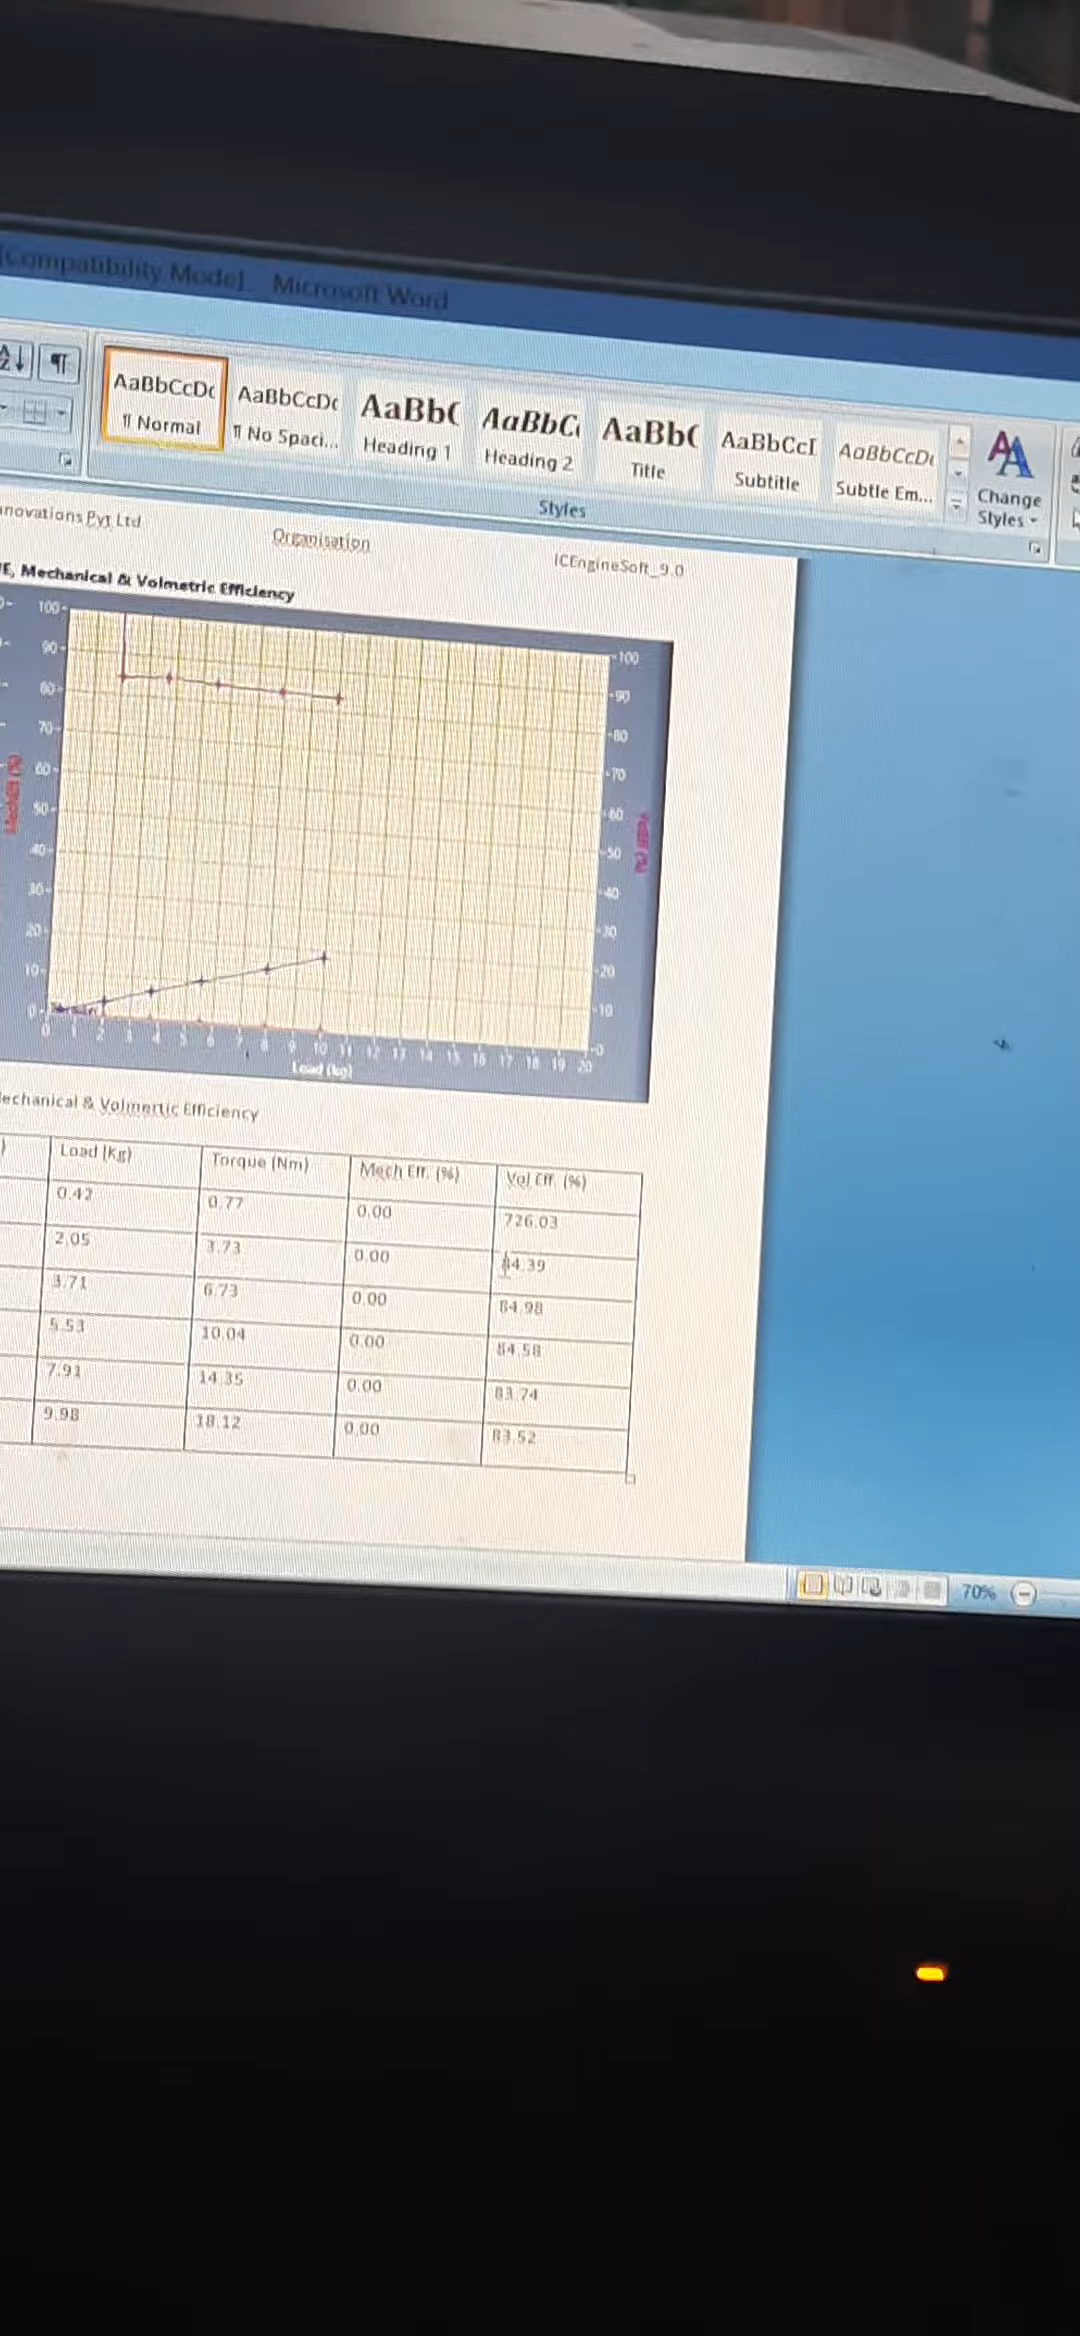 [Compatibility Mode] Microsoft Word
AaBbCcDc AaBbCcDc AaBbC AaBbC AaBbC AaBbCcI AaBbCcDi
¶ Normal ¶ No Spaci... Heading 1 Heading 2 Title Subtitle Subtle Em... Change Styles
Styles
novations Pvt Ltd Organisation ICEngineSoft_9.0
E, Mechanical & Volmetric Efficiency
100 90 80 70 60 50 40 30 20 10 0
100 90 80 70 60 50 40 30 20 10 0
0 1 2 3 4 5 6 7 8 9 10 11 12 13 14 15 16 17 18 19 20
Load (kg)
echanical & Volmertic Efficiency
) Load (Kg) Torque (Nm) Mech Eff. (%) Vol Eff. (%)
0.42 0.77 0.00 726.03
2.05 3.73 0.00 84.39
3.71 6.73 0.00 84.98
5.53 10.04 0.00 84.58
7.91 14.35 0.00 83.74
9.98 18.12 0.00 83.52
70%